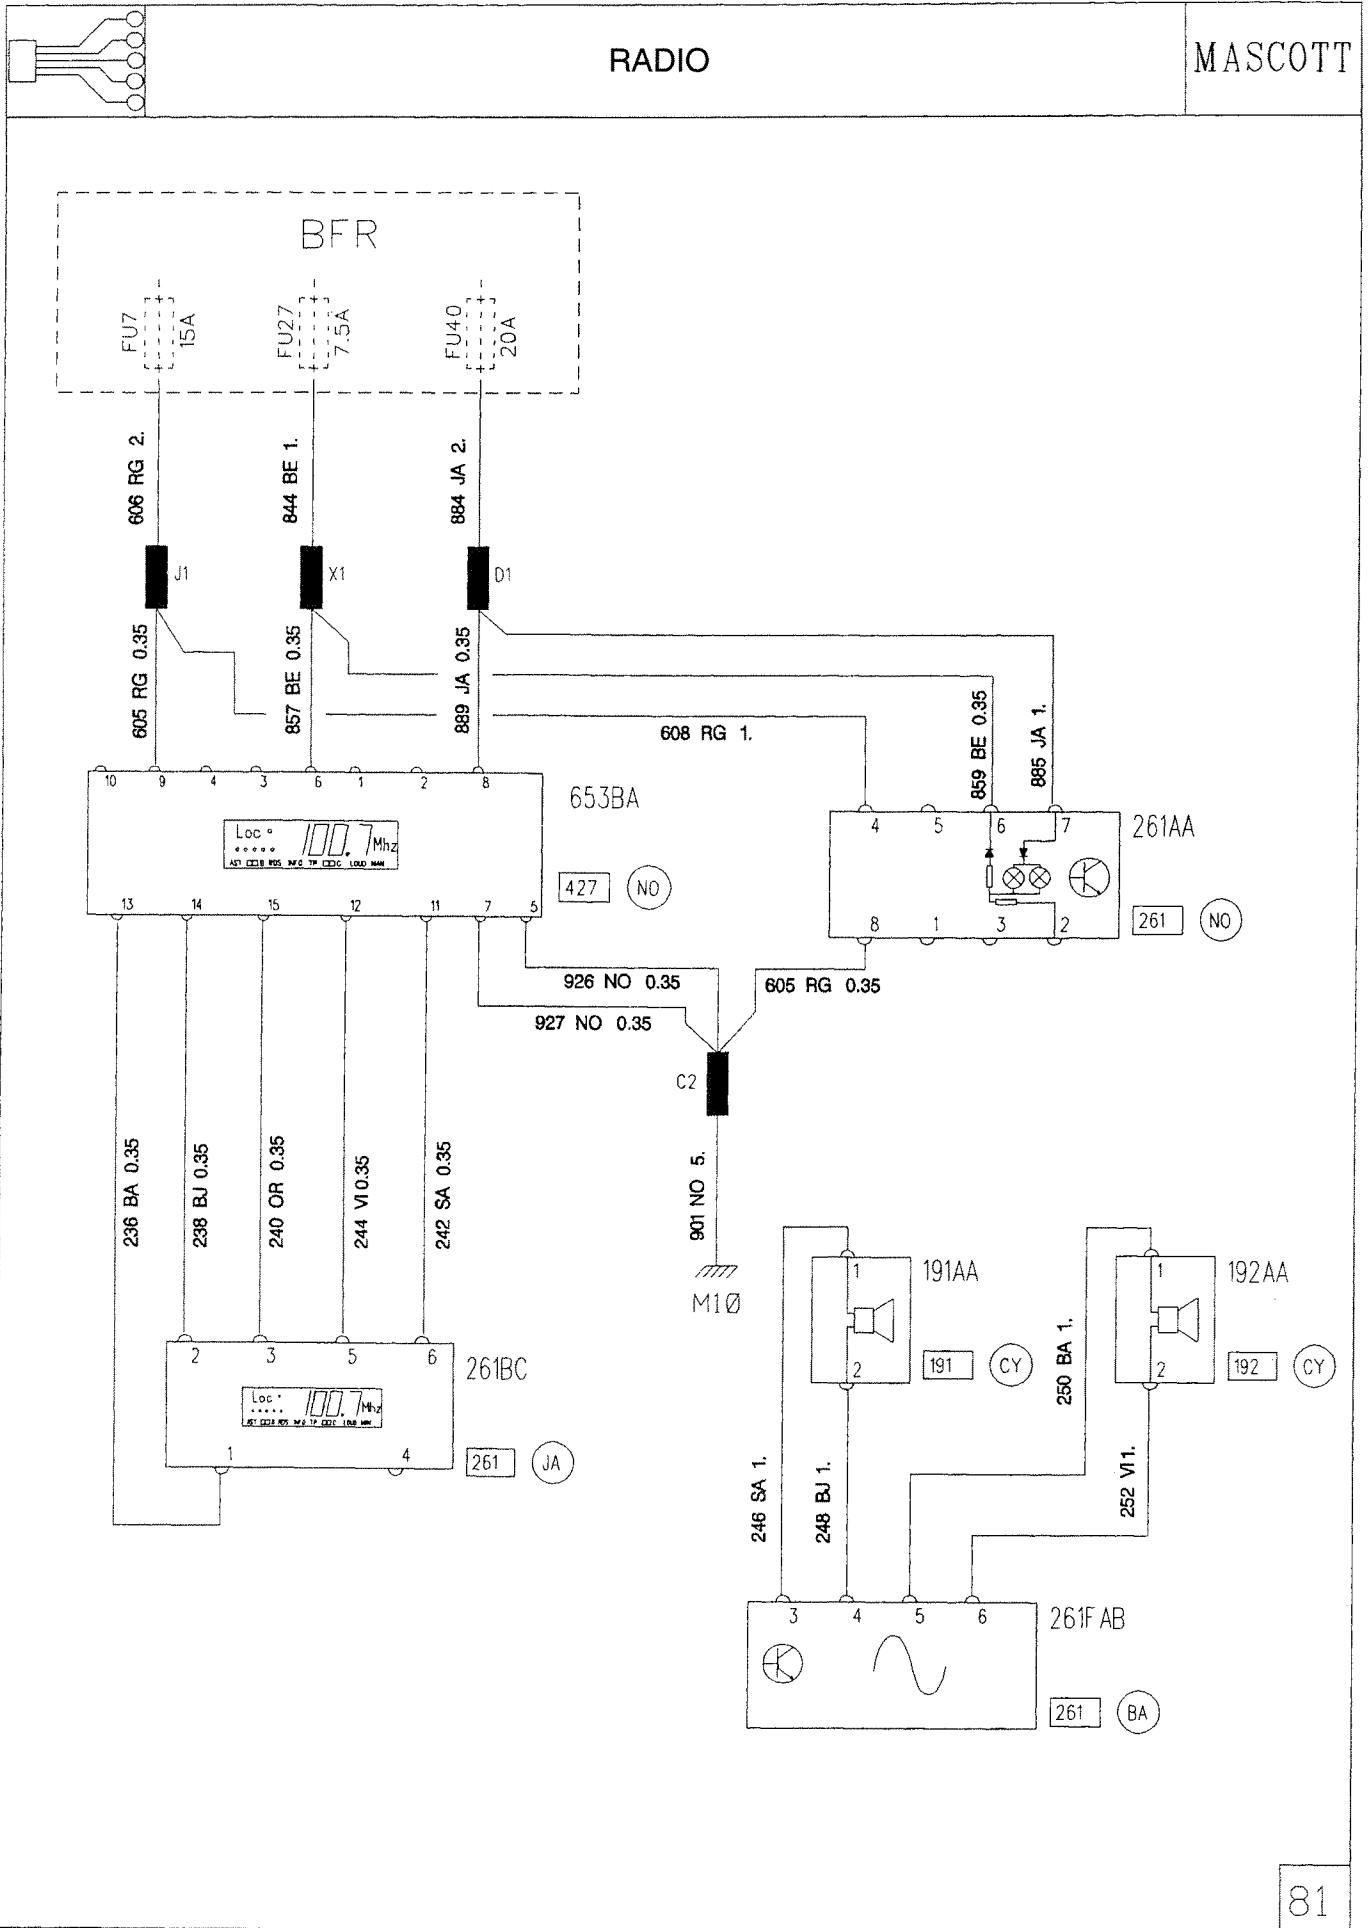 RADIO
MASCOTT
BFR
FU7
15A
FU27
7.5A
FU40
20A
606 RG 2.
844 BE 1.
884 JA 2.
J1
X1
D1
605 RG 0.35
857 BE 0.35
889 JA 0.35
608 RG 1.
859 BE 0.35
885 JA 1.
10 9 4 3 6 1 2 8
653BA
Loc
100.7 Mhz
427 NO
13 14 15 12 11 7 5
4 5 6 7
261AA
8 1 3 2
261 NO
926 NO 0.35
605 RG 0.35
927 NO 0.35
C2
236 BA 0.35
238 BJ 0.35
240 OR 0.35
244 VI 0.35
242 SA 0.35
901 NO 5.
M10
2 3 5 6
261BC
Loc
100.7 Mhz
1 4
261 JA
1
191AA
2
191 CY
1
192AA
2
192 CY
246 SA 1.
248 BJ 1.
250 BA 1.
252 VI 1.
3 4 5 6
261FAB
261 BA
81